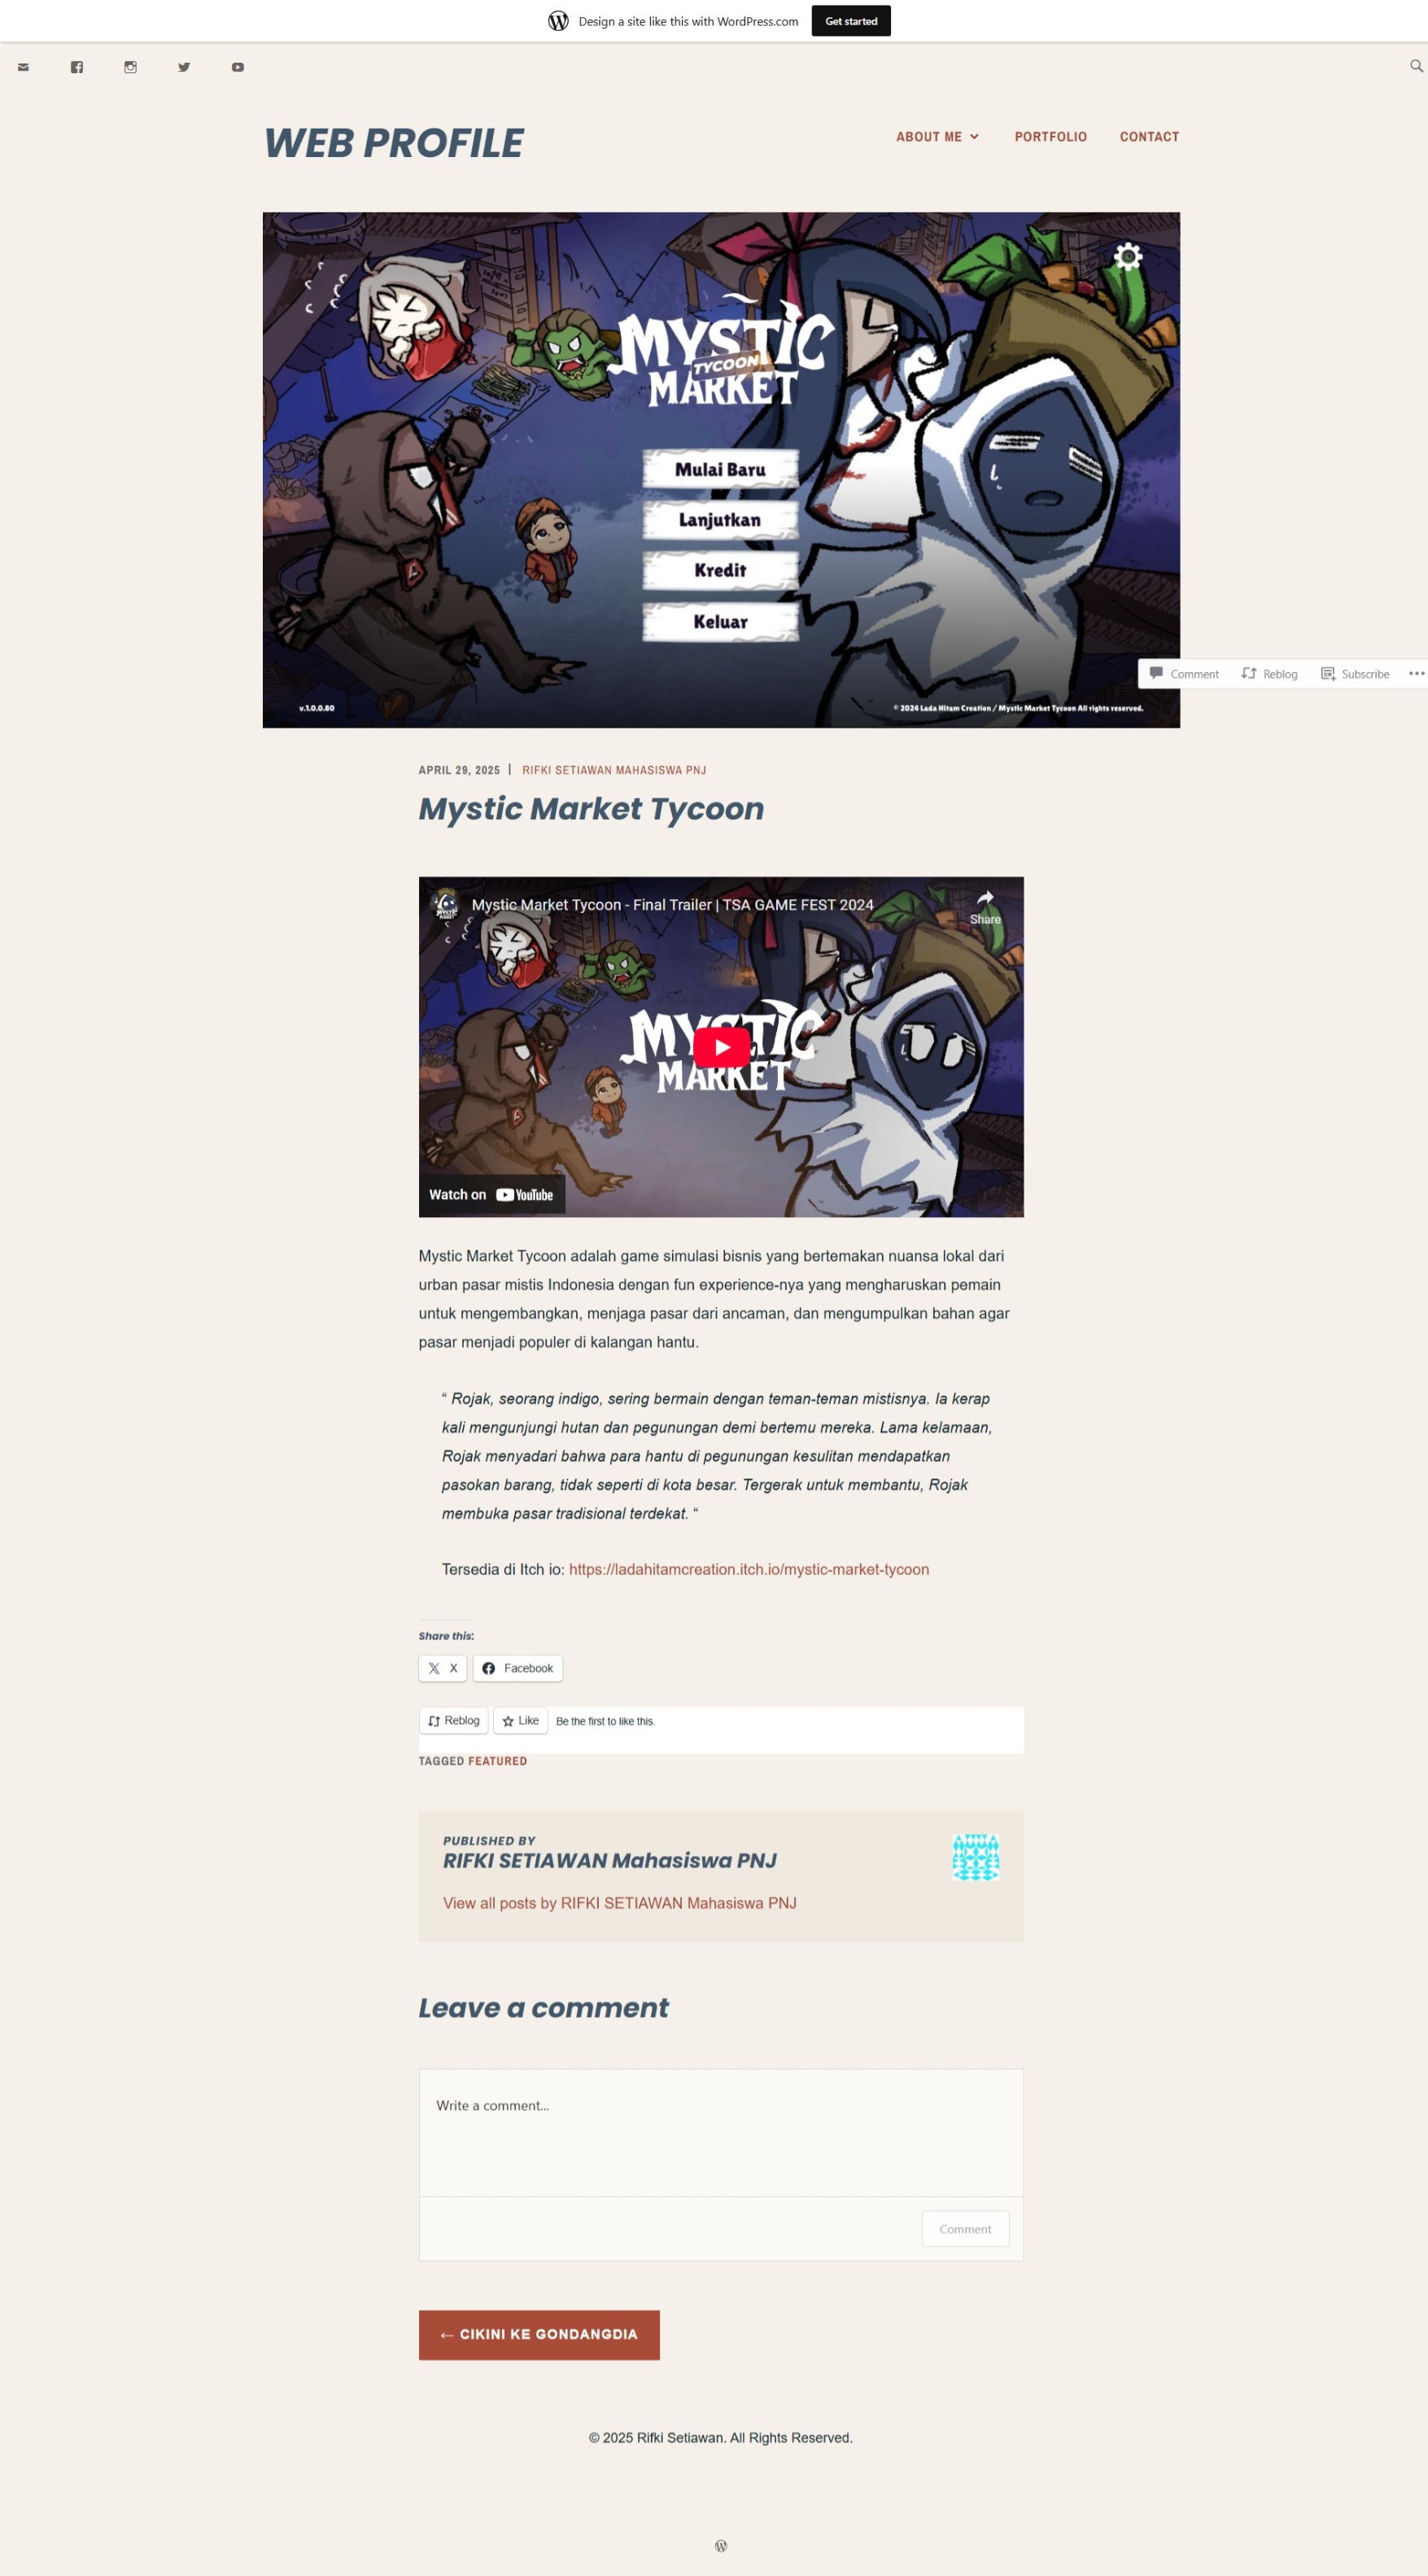 Design a site like this with WordPress.com
Get started
WEB PROFILE
ABOUT ME
PORTFOLIO
CONTACT
MYSTIC
TYCOON
MARKET
Mulai Baru
Lanjutkan
Kredit
Keluar
v.1.0.0.80
© 2024 Lada Hitam Creation / Mystic Market Tycoon All rights reserved.
Comment
Reblog
Subscribe
APRIL 29, 2025 | RIFKI SETIAWAN MAHASISWA PNJ
Mystic Market Tycoon
Mystic Market Tycoon - Final Trailer | TSA GAME FEST 2024
Share
MYSTIC
MARKET
Watch on YouTube
Mystic Market Tycoon adalah game simulasi bisnis yang bertemakan nuansa lokal dari
urban pasar mistis Indonesia dengan fun experience-nya yang mengharuskan pemain
untuk mengembangkan, menjaga pasar dari ancaman, dan mengumpulkan bahan agar
pasar menjadi populer di kalangan hantu.
“ Rojak, seorang indigo, sering bermain dengan teman-teman mistisnya. Ia kerap
kali mengunjungi hutan dan pegunungan demi bertemu mereka. Lama kelamaan,
Rojak menyadari bahwa para hantu di pegunungan kesulitan mendapatkan
pasokan barang, tidak seperti di kota besar. Tergerak untuk membantu, Rojak
membuka pasar tradisional terdekat. “
Tersedia di Itch io: https://ladahitamcreation.itch.io/mystic-market-tycoon
Share this:
X
Facebook
Reblog
Like
Be the first to like this.
TAGGED FEATURED
PUBLISHED BY
RIFKI SETIAWAN Mahasiswa PNJ
View all posts by RIFKI SETIAWAN Mahasiswa PNJ
Leave a comment
Write a comment...
Comment
← CIKINI KE GONDANGDIA
© 2025 Rifki Setiawan. All Rights Reserved.